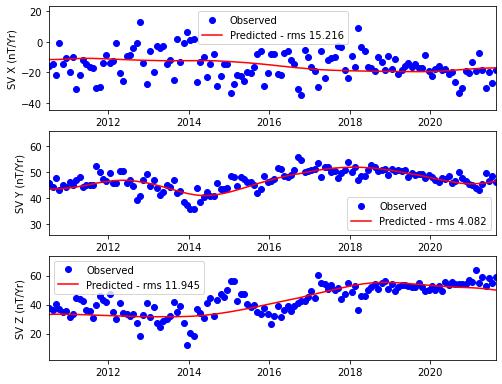 20
0
−20
−40
SV X (nT/Yr)
Observed
Predicted - rms 15.216
2012
2014
2016
2018
2020
60
50
40
30
SV Y (nT/Yr)
Observed
Predicted - rms 4.082
2012
2014
2016
2018
2020
60
40
20
SV Z (nT/Yr)
Observed
Predicted - rms 11.945
2012
2014
2016
2018
2020